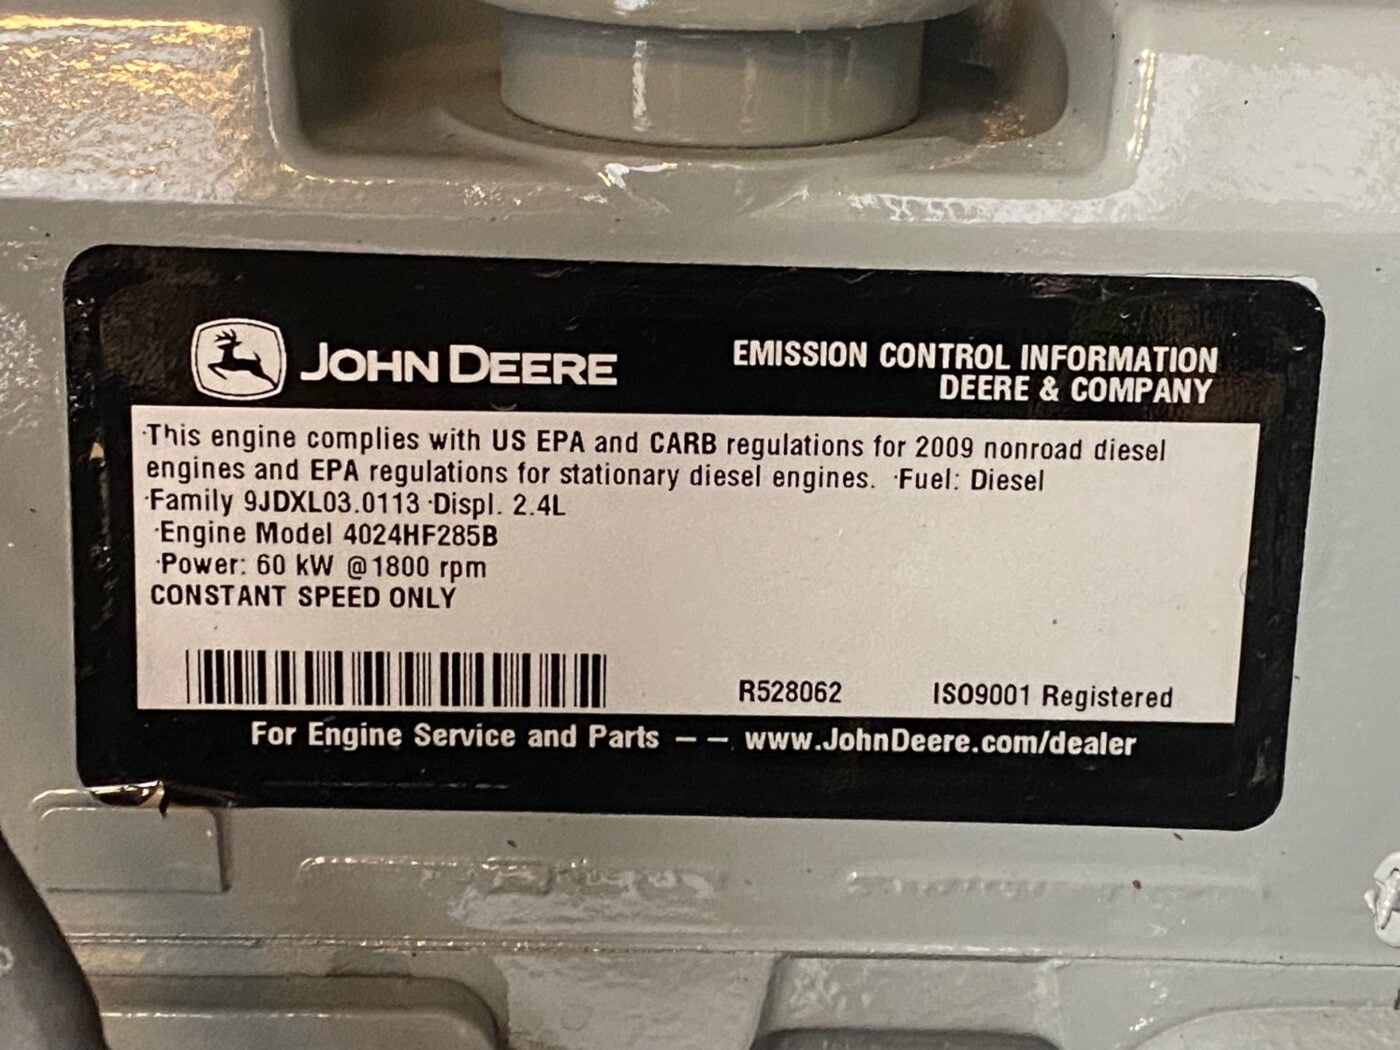 JOHN DEERE
EMISSION CONTROL INFORMATION
DEERE & COMPANY
·This engine complies with US EPA and CARB regulations for 2009 nonroad diesel
engines and EPA regulations for stationary diesel engines. ·Fuel: Diesel
·Family 9JDXL03.0113 ·Displ. 2.4L
·Engine Model 4024HF285B
·Power: 60 kW @1800 rpm
CONSTANT SPEED ONLY
R528062 ISO9001 Registered
For Engine Service and Parts – – www.JohnDeere.com/dealer